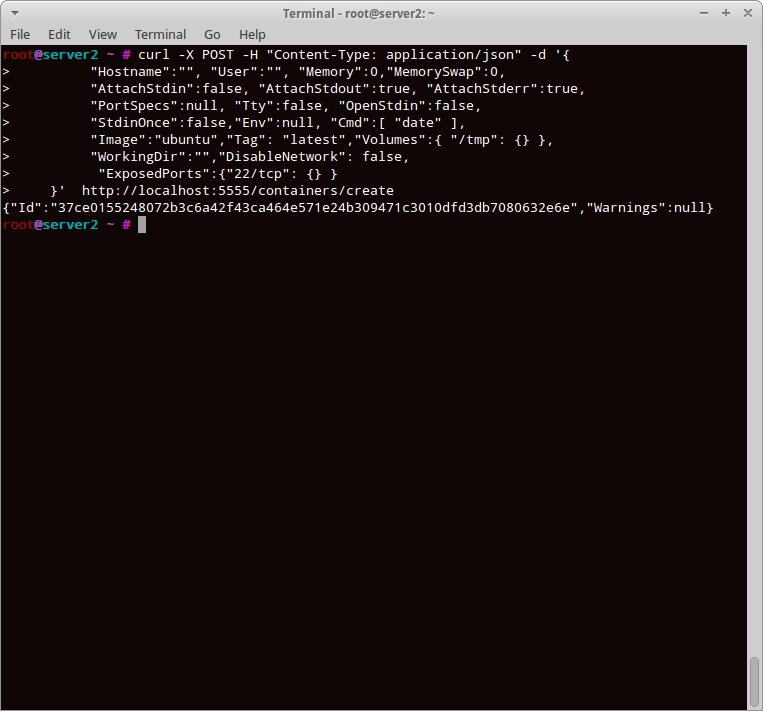 Terminal - root@server2: ~
File Edit View Terminal Go Help
root@server2 ~ # curl -X POST -H "Content-Type: application/json" -d '{
>          "Hostname":"", "User":"", "Memory":0,"MemorySwap":0,
>          "AttachStdin":false, "AttachStdout":true, "AttachStderr":true,
>          "PortSpecs":null, "Tty":false, "OpenStdin":false,
>          "StdinOnce":false,"Env":null, "Cmd":[ "date" ],
>          "Image":"ubuntu","Tag": "latest","Volumes":{ "/tmp": {} },
>          "WorkingDir":"","DisableNetwork": false,
>           "ExposedPorts":{"22/tcp": {} }
>     }'  http://localhost:5555/containers/create
{"Id":"37ce0155248072b3c6a42f43ca464e571e24b309471c3010dfd3db7080632e6e","Warnings":null}
root@server2 ~ #